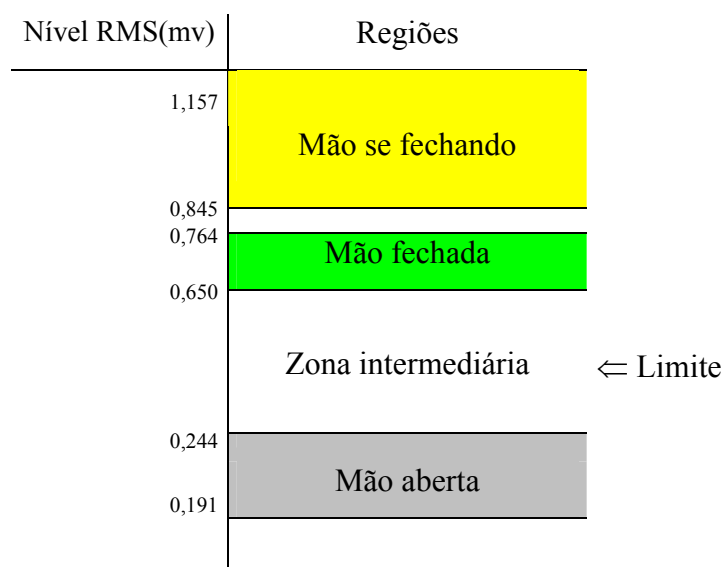 Nível RMS(mv) Regiões
1,157
Mão se fechando
0,845
0,764
Mão fechada
0,650
Zona intermediária ⇐ Limite
0,244
Mão aberta
0,191